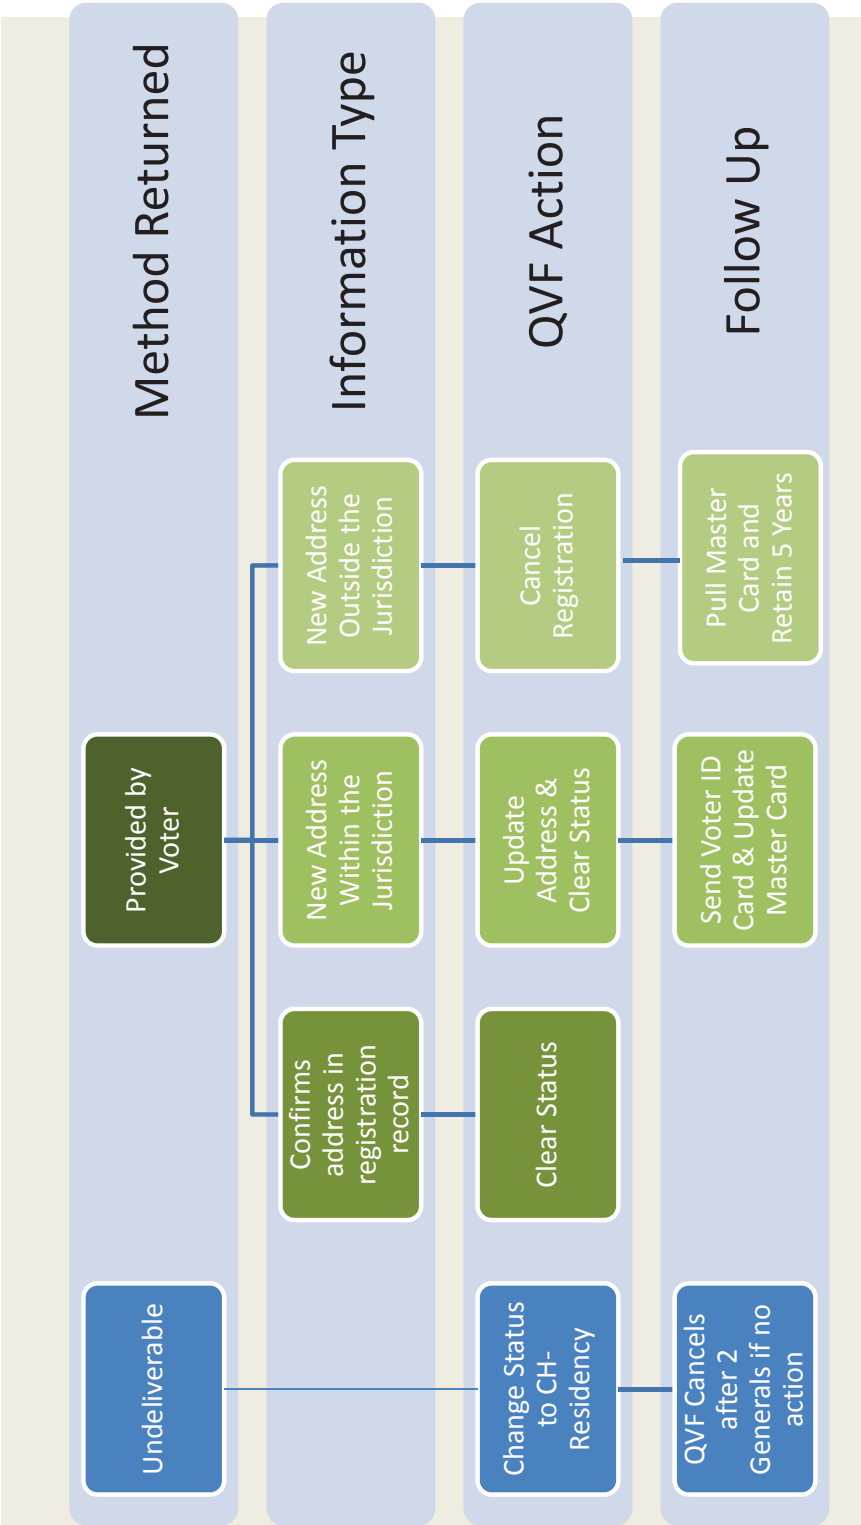 Method Returned
Undeliverable
Provided by
Voter
Information Type
Confirms
address in
registration
record
New Address
Within the
Jurisdiction
New Address
Outside the
Jurisdiction
QVF Action
Change Status
to CH-
Residency
Clear Status
Update
Address &
Clear Status
Cancel
Registration
Follow Up
QVF Cancels
after 2
Generals if no
action
Send Voter ID
Card & Update
Master Card
Pull Master
Card and
Retain 5 Years